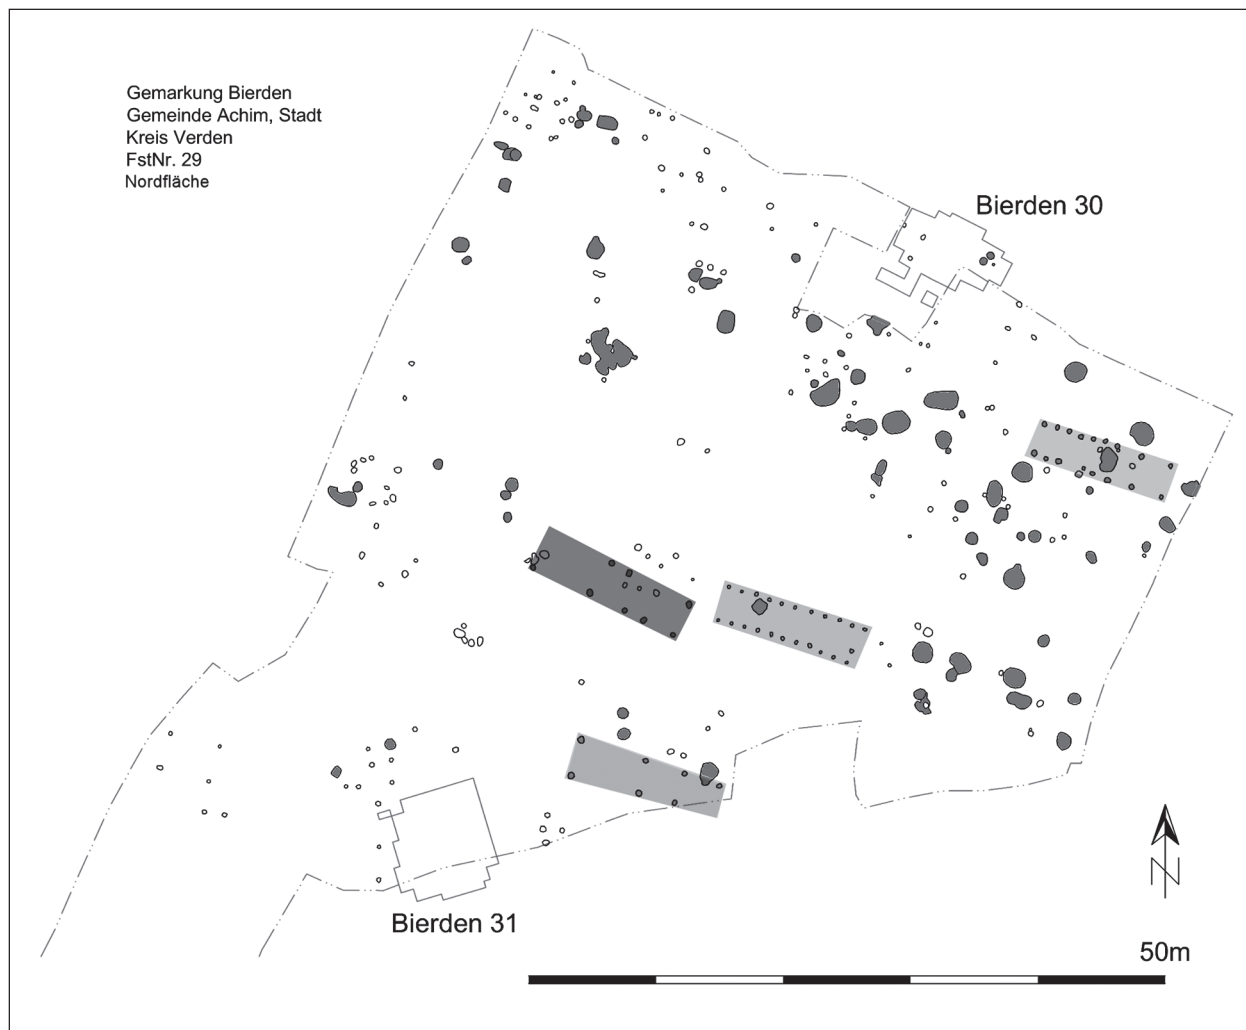 Gemarkung Bierden
Gemeinde Achim, Stadt
Kreis Verden
FstNr. 29
Nordfläche
Bierden 30
Bierden 31
N
50m